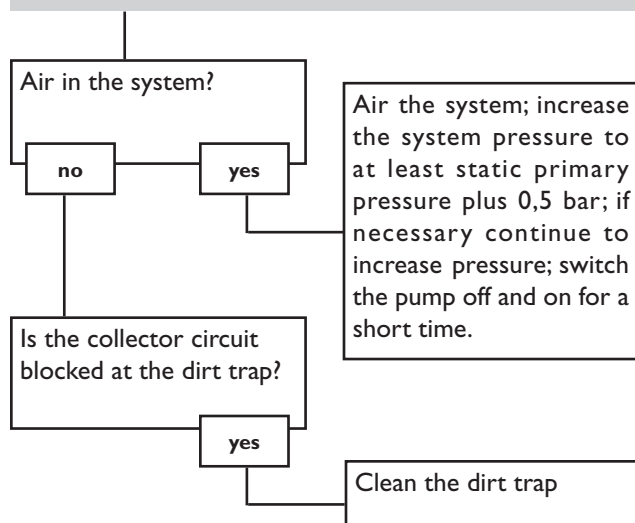 Air in the system?
no
yes
Air the system; increase
the system pressure to
at least static primary
pressure plus 0,5 bar; if
necessary continue to
increase pressure; switch
the pump off and on for a
short time.
Is the collector circuit
blocked at the dirt trap?
yes
Clean the dirt trap